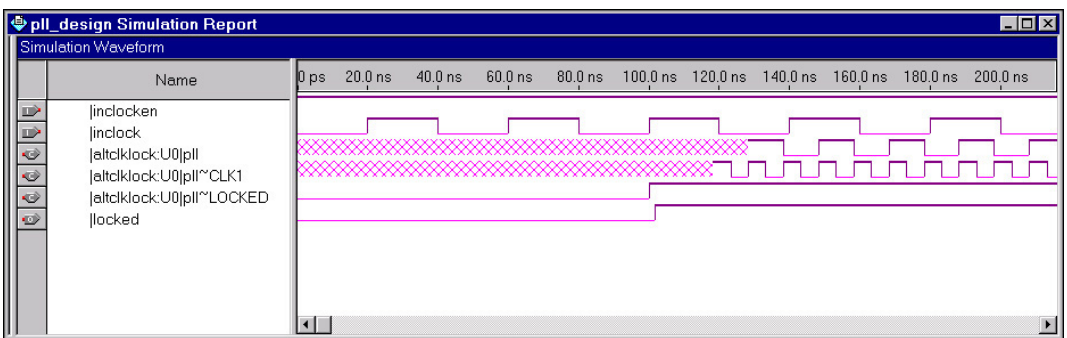 pll_design Simulation Report
Simulation Waveform
Name
0 ps 20.0 ns 40.0 ns 60.0 ns 80.0 ns 100.0 ns 120.0 ns 140.0 ns 160.0 ns 180.0 ns 200.0 ns
|inclocken
|inclock
|altclklock:U0|pll
|altclklock:U0|pll~CLK1
|altclklock:U0|pll~LOCKED
|locked